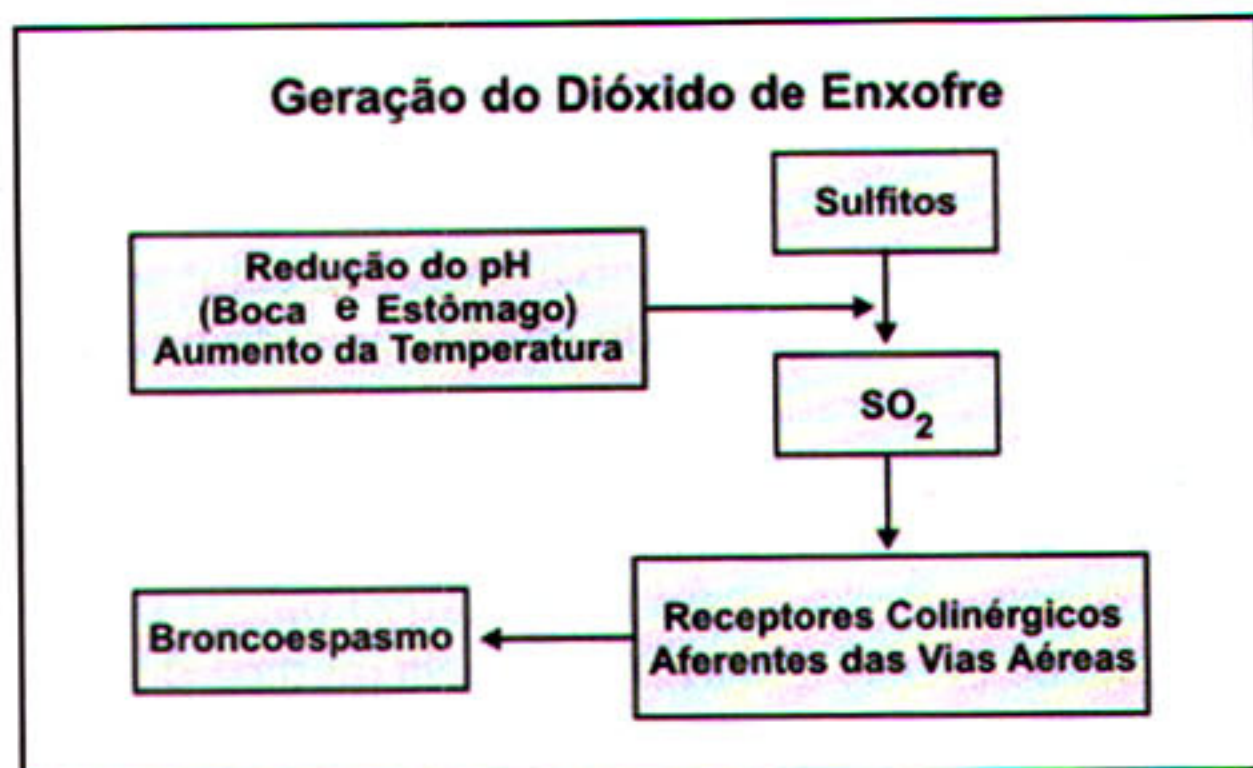 Geração do Dióxido de Enxofre
Sulfitos
Redução do pH
(Boca e Estômago)
Aumento da Temperatura
SO2
Receptores Colinérgicos
Aferentes das Vias Aéreas
Broncoespasmo